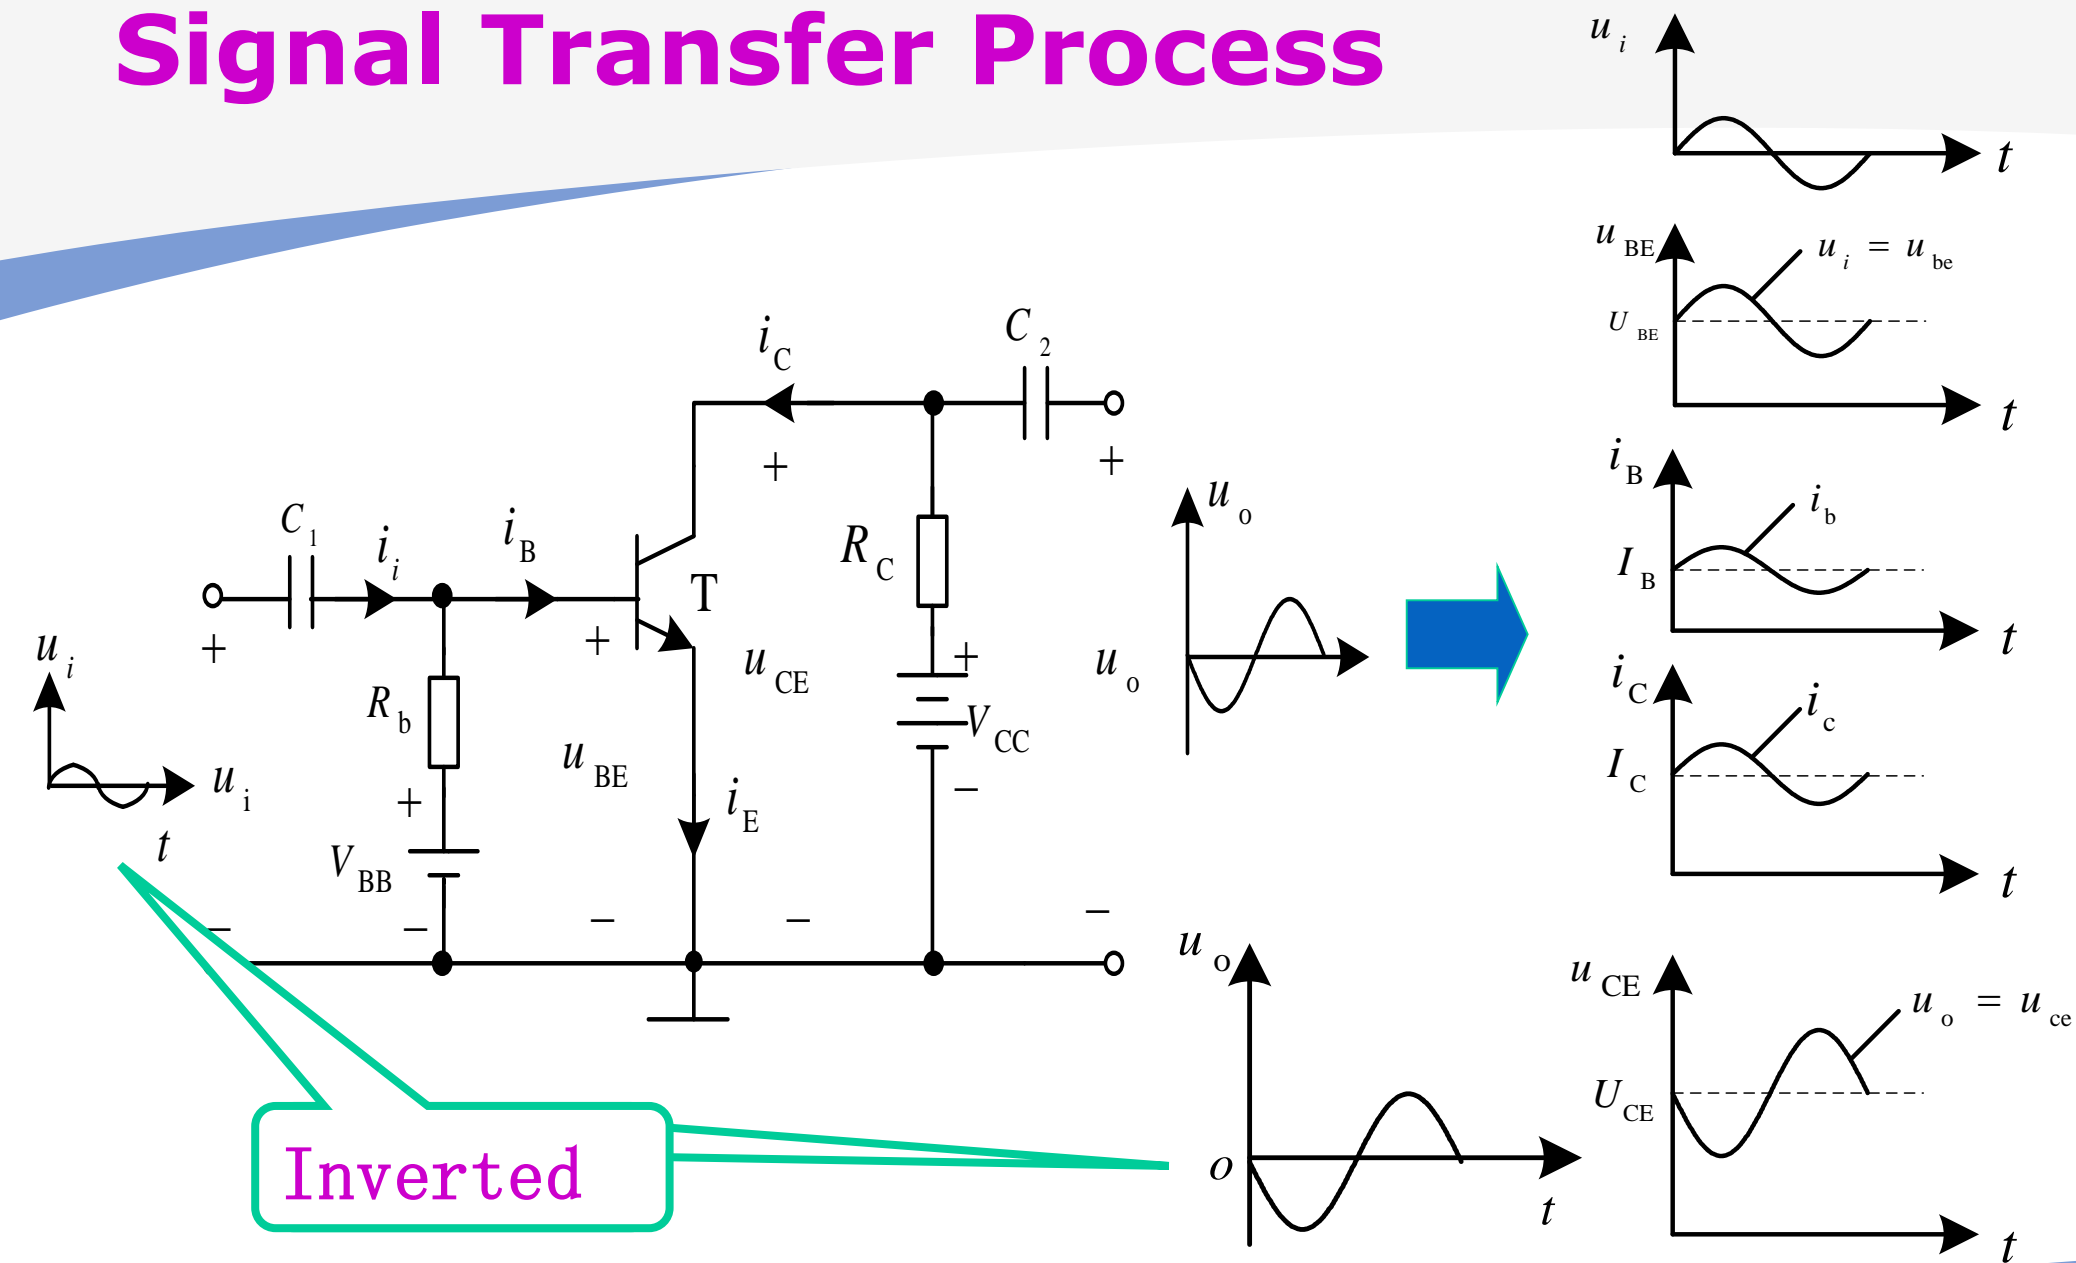 Signal Transfer Process
u i
t
u BE
u i = u be
U BE
t
i B
i b
I B
t
i C
i c
I C
t
u CE
u o = u ce
U CE
t
i C
C 2
+
+
C 1
i i
i B
T
R C
+
+
u i
R b
u BE
u CE
+
V CC
u o
u o
u i
t
+
V BB
i E
−
−
−
−
−
−
u o
o
t
Inverted